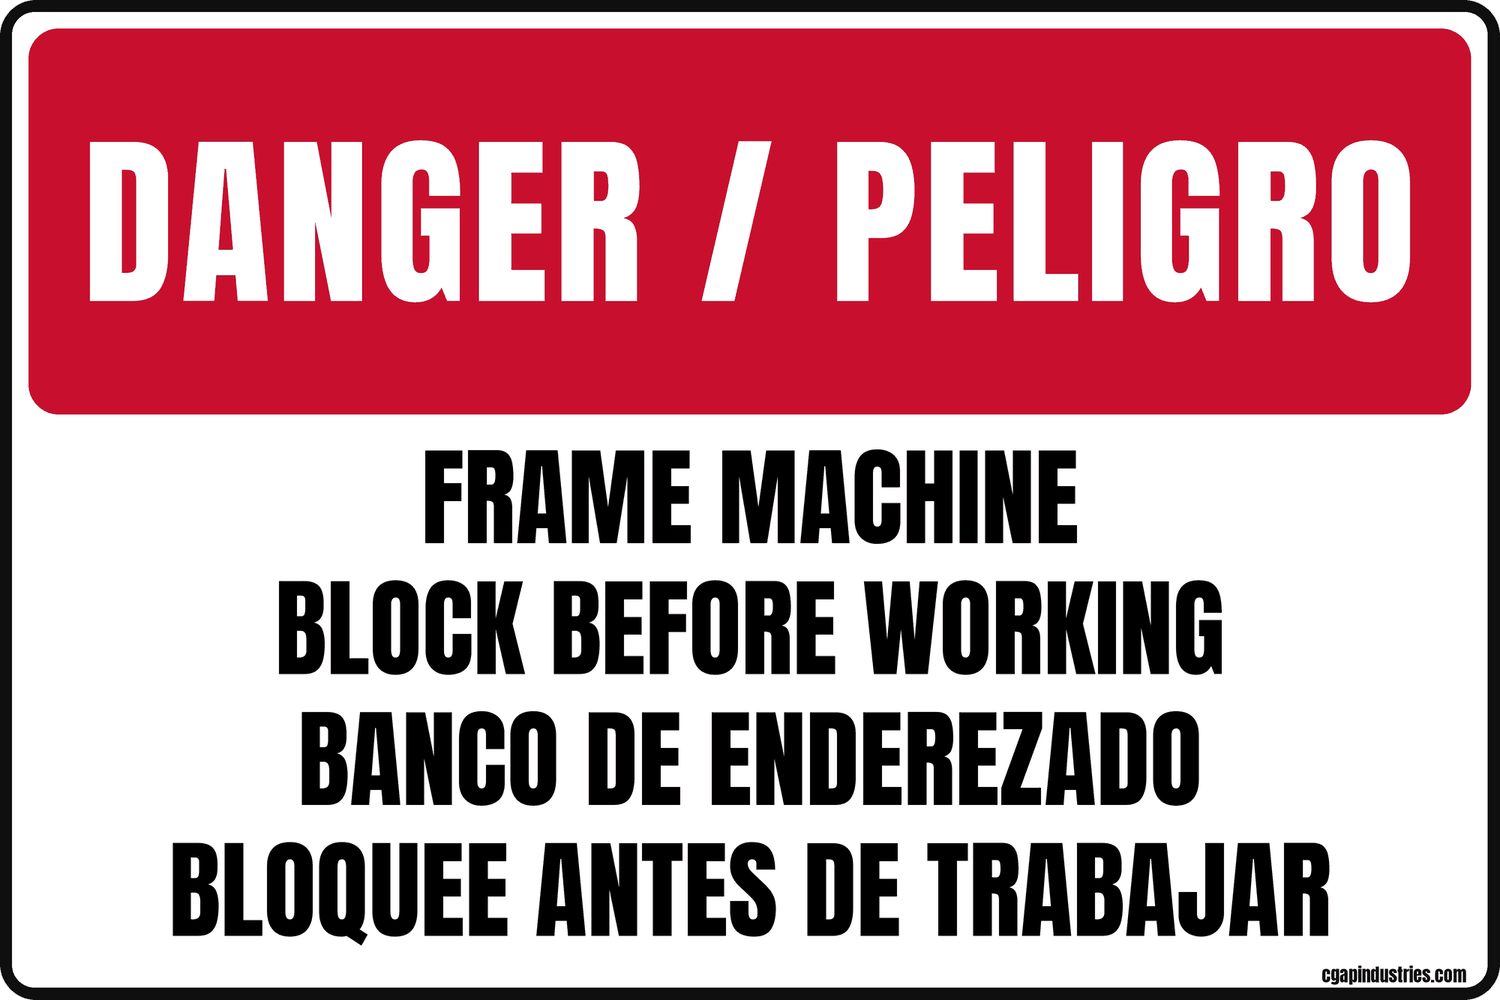 DANGER / PELIGRO
FRAME MACHINE
BLOCK BEFORE WORKING
BANCO DE ENDEREZADO
BLOQUEE ANTES DE TRABAJAR
cgapindustries.com